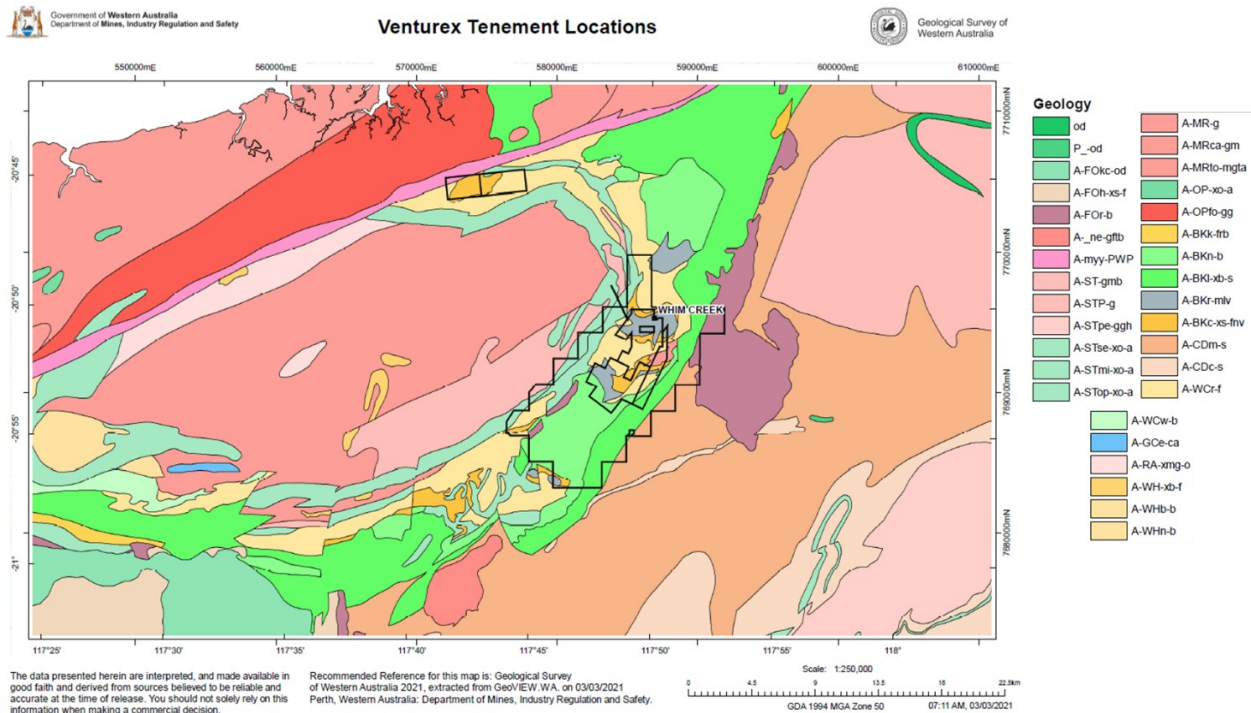 Government of Western Australia
Department of Mines, Industry Regulation and Safety
Venturex Tenement Locations
Geological Survey of
Western Australia
550000mE 560000mE 570000mE 580000mE 590000mE 600000mE 610000mE
7710000mN
7700000mN
7690000mN
7680000mN
-20°45'
-20°50'
-20°55'
-21°
WHIM CREEK
117°25' 117°30' 117°35' 117°40' 117°45' 117°50' 117°55' 118°
Geology
od
P_-od
A-FOkc-od
A-FOh-xs-f
A-FOr-b
A-_ne-gftb
A-myy-PWP
A-ST-gmb
A-STP-g
A-STpe-ggh
A-STse-xo-a
A-STmi-xo-a
A-STop-xo-a
A-MR-g
A-MRca-gm
A-MRto-mgta
A-OP-xo-a
A-OPfo-gg
A-BKk-frb
A-BKn-b
A-BKl-xb-s
A-BKr-mlv
A-BKc-xs-fnv
A-CDm-s
A-CDc-s
A-WCr-f
A-WCw-b
A-GCe-ca
A-RA-xmg-o
A-WH-xb-f
A-WHb-b
A-WHn-b
The data presented herein are interpreted, and made available in
good faith and derived from sources believed to be reliable and
accurate at the time of release. You should not solely rely on this
information when making a commercial decision.
Recommended Reference for this map is: Geological Survey
of Western Australia 2021, extracted from GeoVIEW.WA. on 03/03/2021
Perth, Western Australia: Department of Mines, Industry Regulation and Safety.
Scale: 1:250,000
0 4.5 9 13.5 18 22.5km
GDA 1994 MGA Zone 50 07:11 AM, 03/03/2021